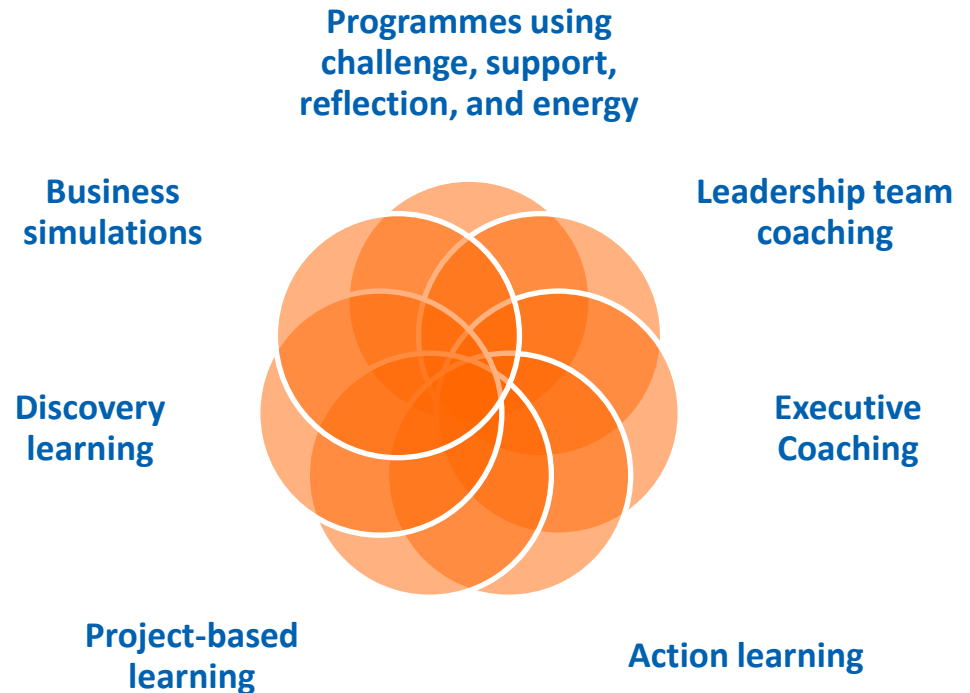 Programmes using
challenge, support,
reflection, and energy
Business
simulations
Leadership team
coaching
Discovery
learning
Executive
Coaching
Project-based
learning
Action learning